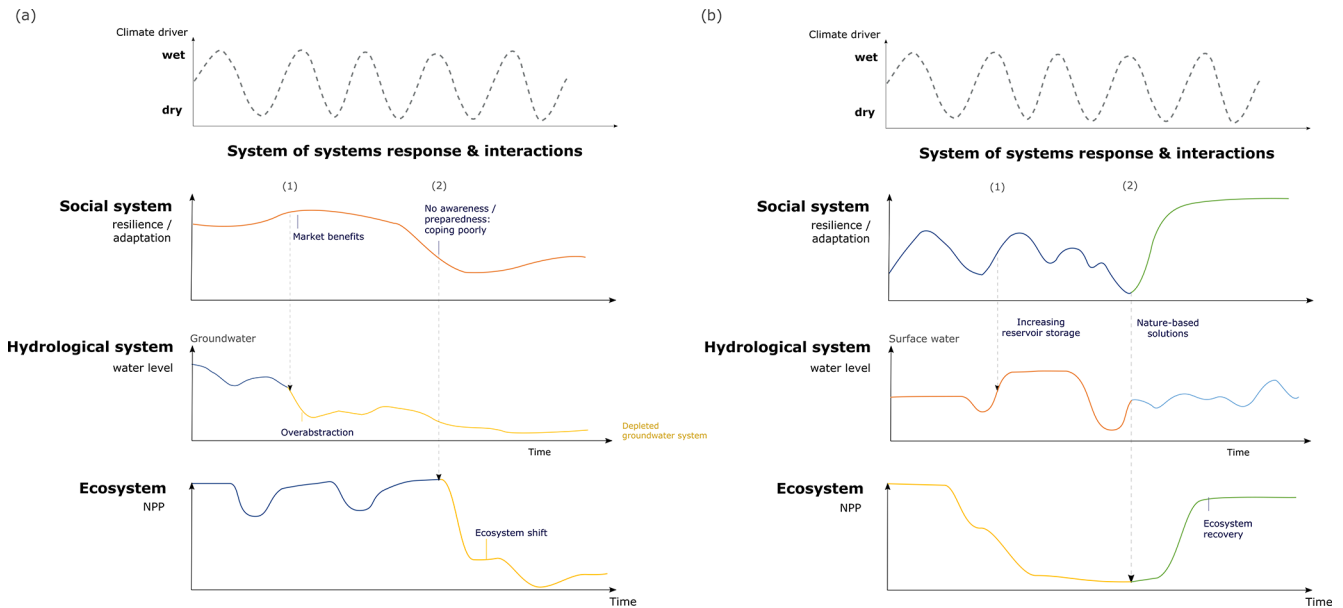 (a)
Climate driver
wet
dry
System of systems response & interactions
(1)
(2)
Social system
resilience /
adaptation
Market benefits
No awareness /
preparedness:
coping poorly
Hydrological system
water level
Groundwater
Overabstraction
Depleted
groundwater system
Time
Ecosystem
NPP
Ecosystem shift
Time
(b)
Climate driver
wet
dry
System of systems response & interactions
(1)
(2)
Social system
resilience /
adaptation
Increasing
reservoir storage
Nature-based
solutions
Hydrological system
water level
Surface water
Time
Ecosystem
NPP
Ecosystem
recovery
Time